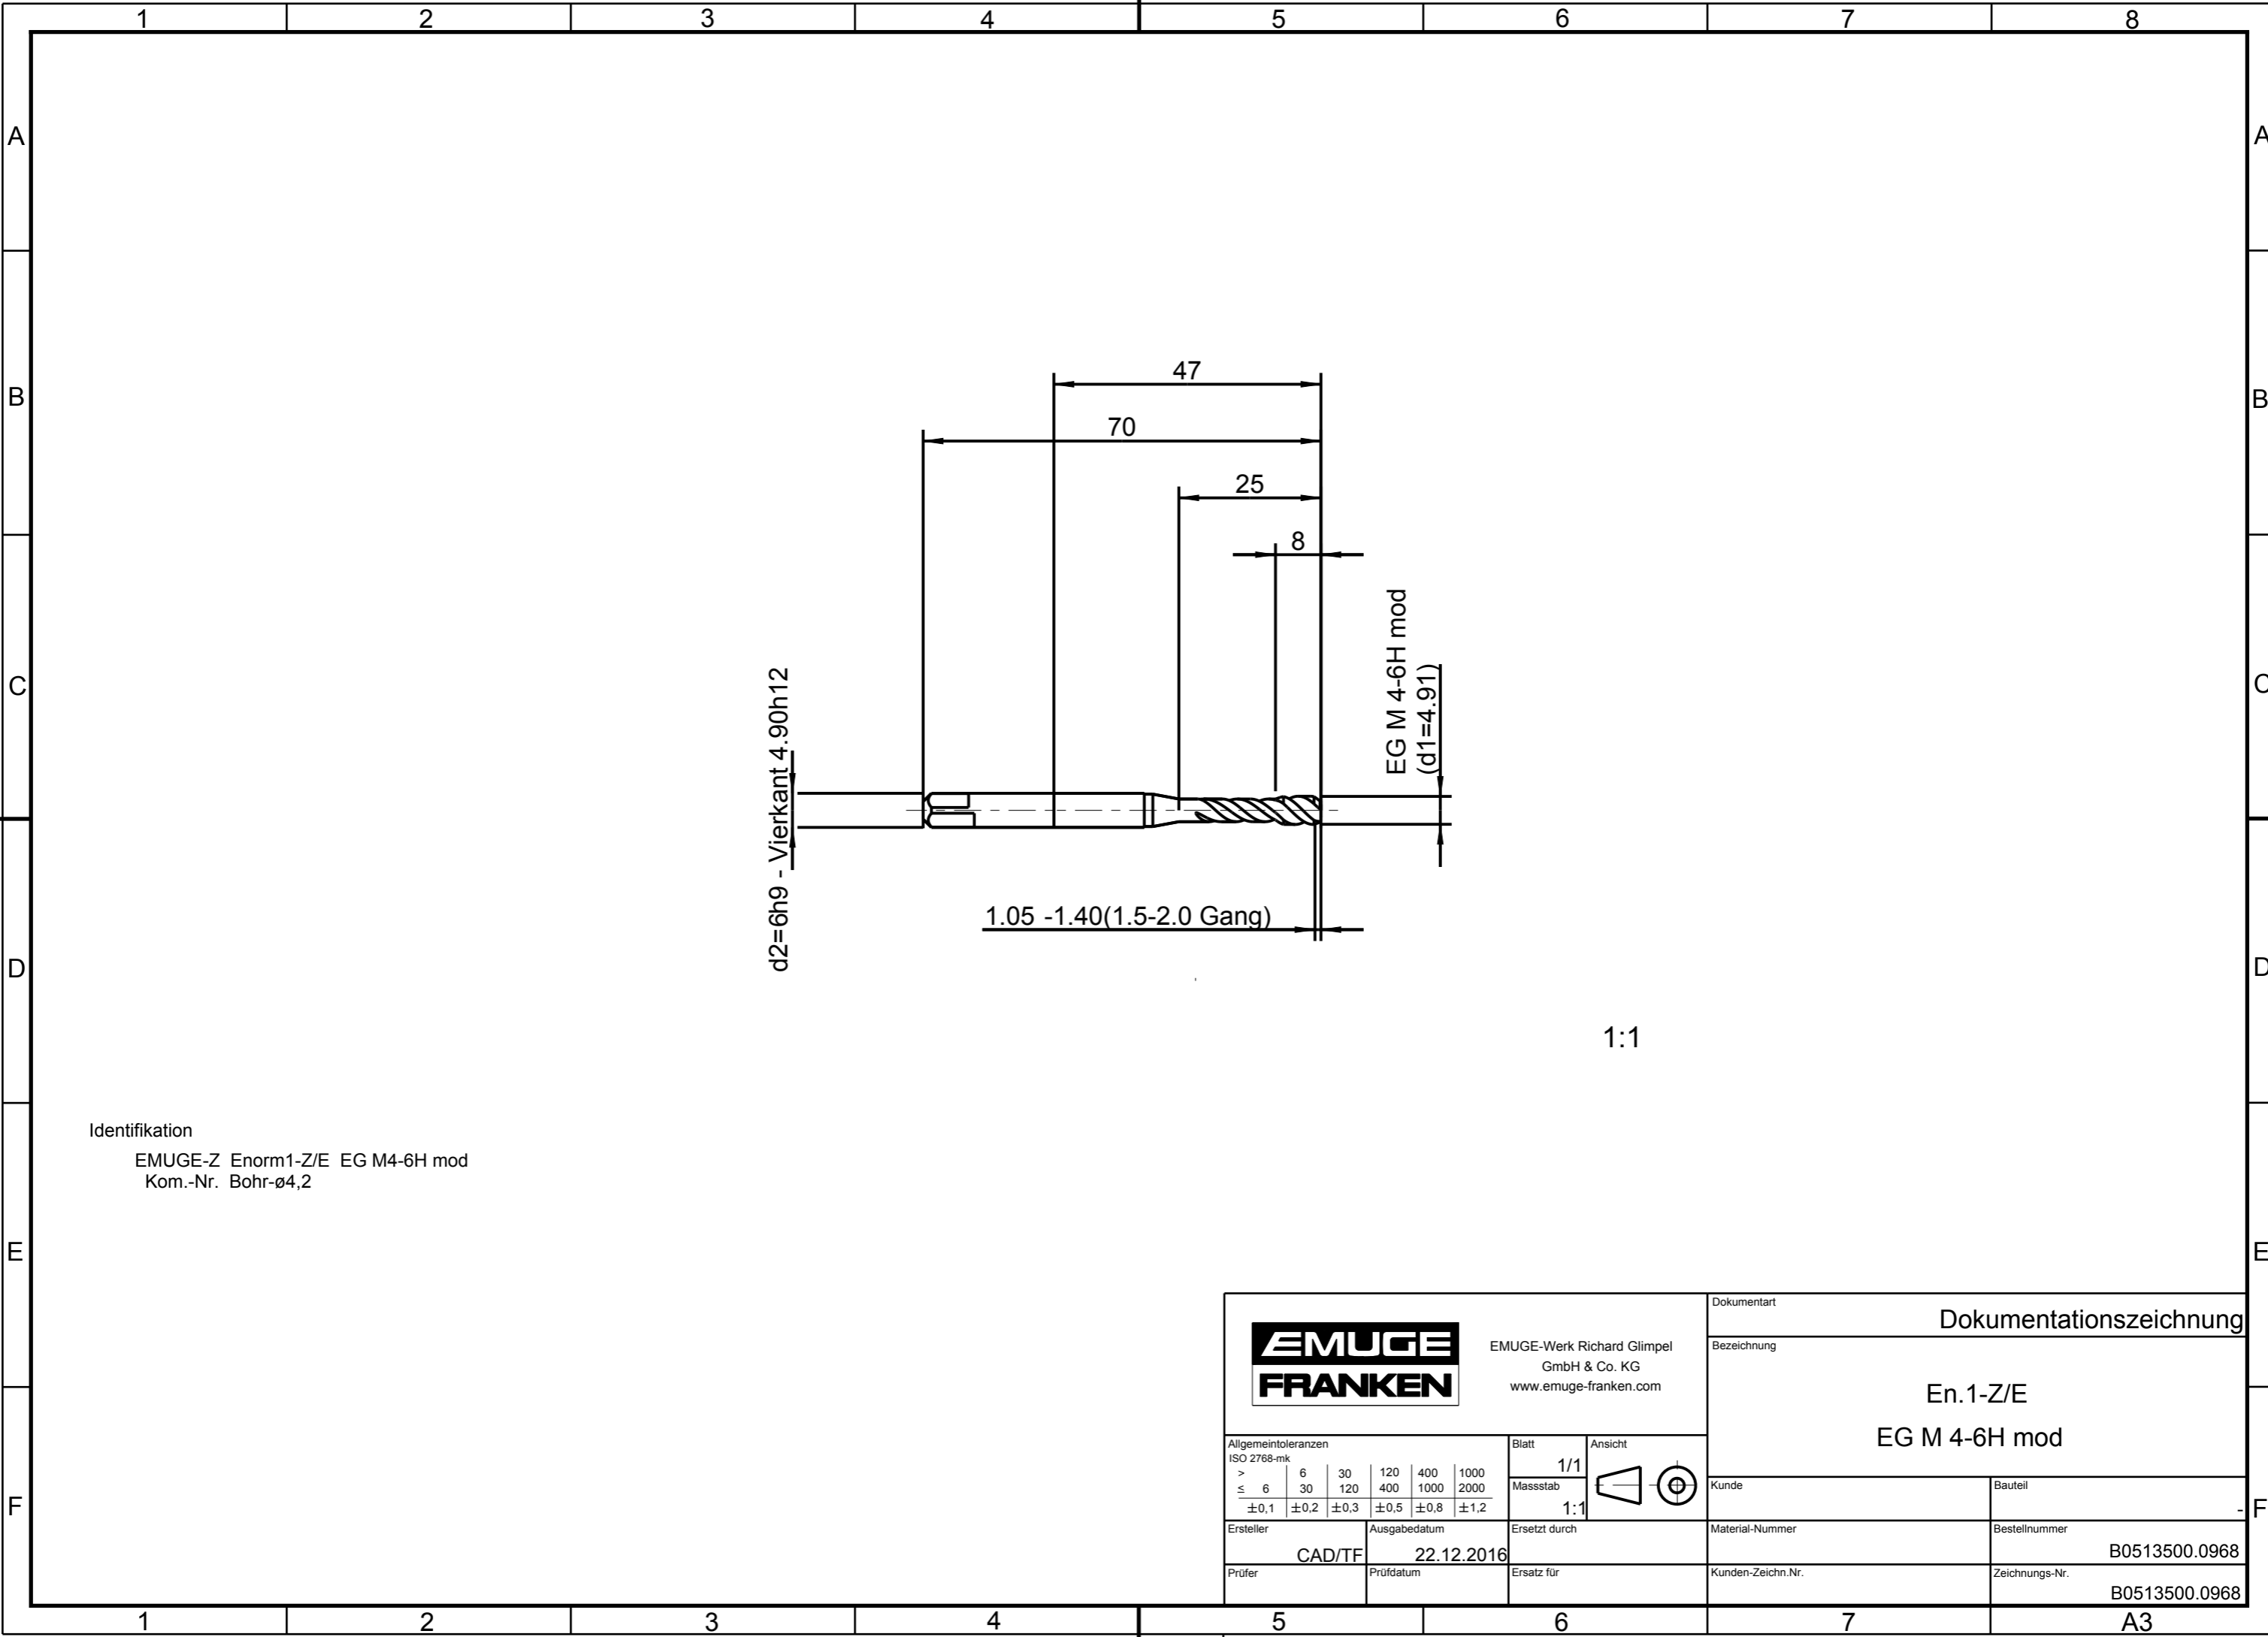 1 2 3 4 5 6 7 8
A A
B B
C C
D D
E E
F F
47
70
25
8
EG M 4-6H mod
(d1=4.91)
d2=6h9 - Vierkant 4.90h12
1.05 -1.40(1.5-2.0 Gang)
1:1
Identifikation
EMUGE-Z Enorm1-Z/E EG M4-6H mod
Kom.-Nr. Bohr-ø4,2
EMUGE
FRANKEN
EMUGE-Werk Richard Glimpel
GmbH & Co. KG
www.emuge-franken.com
Dokumentart
Dokumentationszeichnung
Bezeichnung
En.1-Z/E
EG M 4-6H mod
Allgemeintoleranzen
ISO 2768-mk
> 6 30 120 400 1000
≤ 6 30 120 400 1000 2000
±0,1 ±0,2 ±0,3 ±0,5 ±0,8 ±1,2
Blatt
1/1
Ansicht
Massstab
1:1
Kunde
Bauteil
-
Ersteller
CAD/TF
Ausgabedatum
22.12.2016
Ersetzt durch
Material-Nummer
Bestellnummer
B0513500.0968
Prüfer
Prüfdatum
Ersatz für
Kunden-Zeichn.Nr.
Zeichnungs-Nr.
B0513500.0968
1 2 3 4 5 6 7 A3